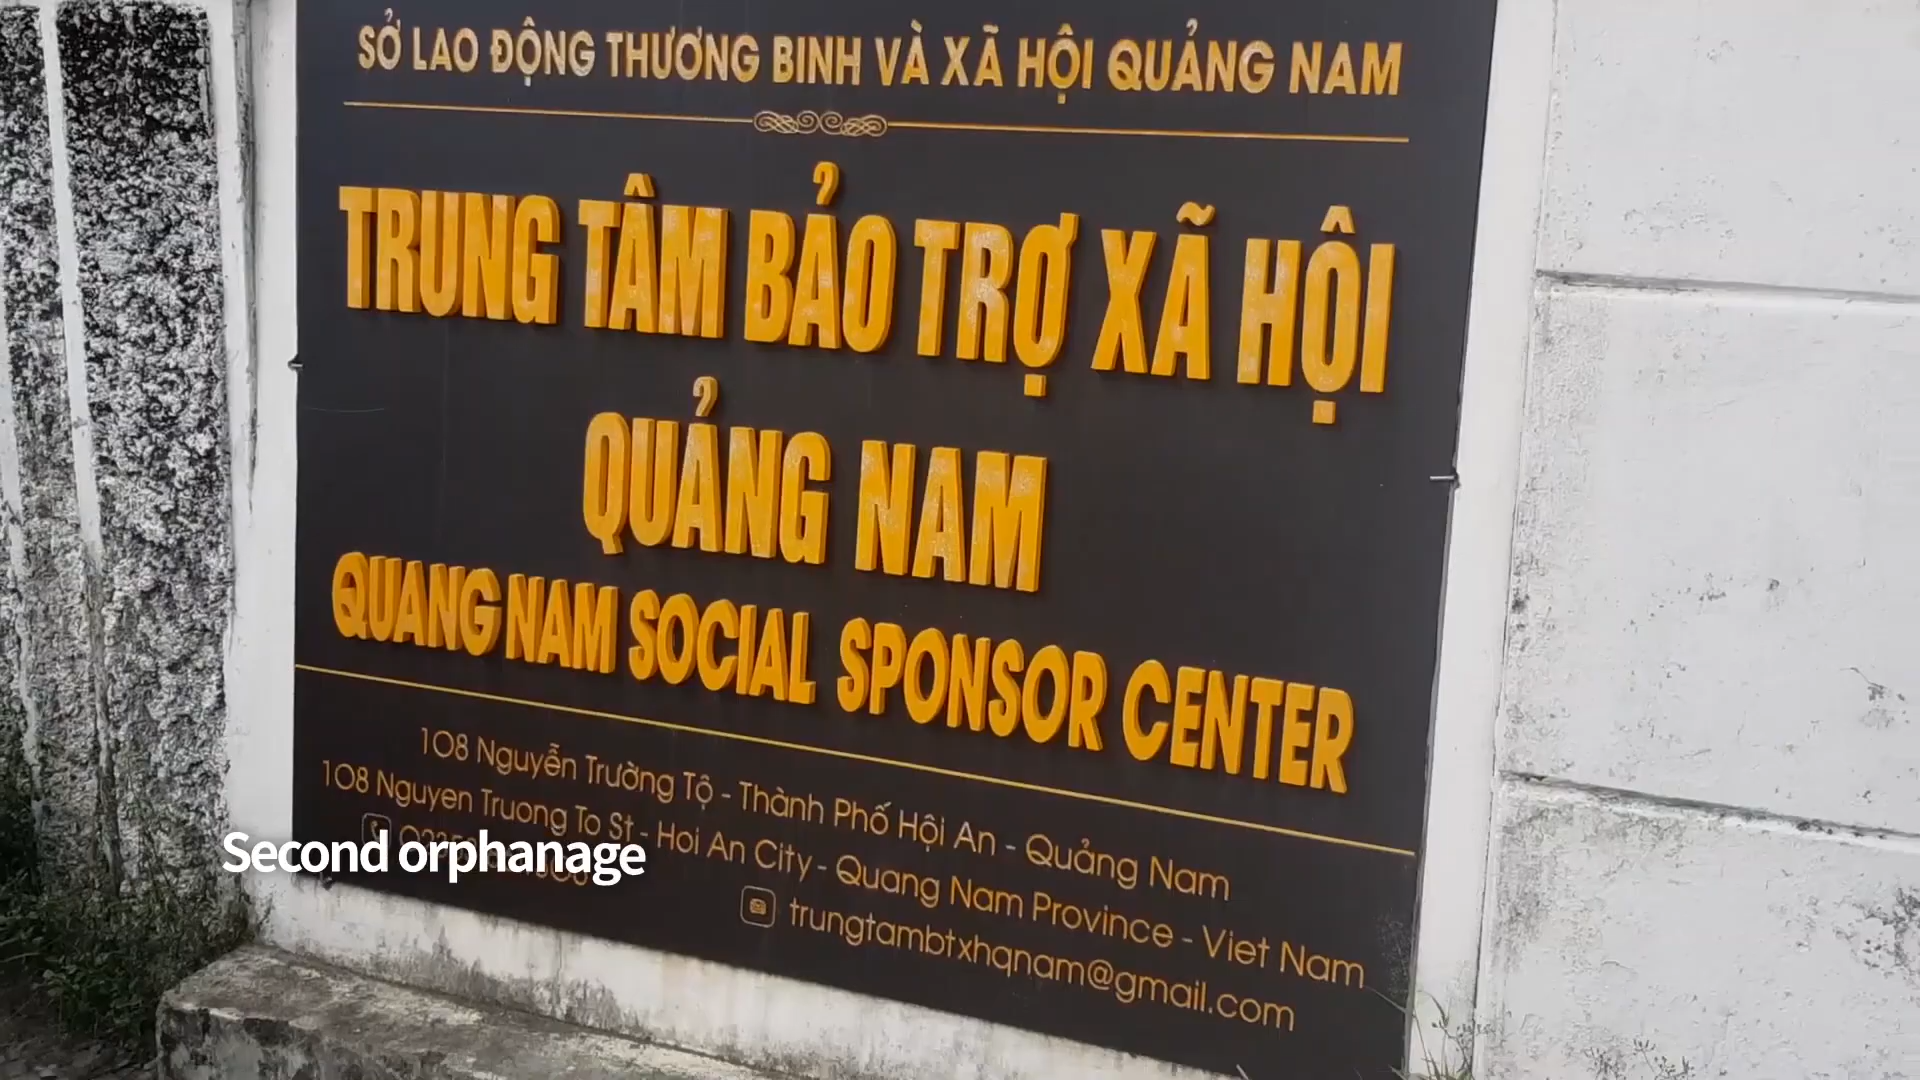 SỞ LAO ĐỘNG THƯƠNG BINH VÀ XÃ HỘI QUẢNG NAM
TRUNG TÂM BẢO TRỢ XÃ HỘI
QUẢNG NAM
QUANG NAM SOCIAL SPONSOR CENTER
108 Nguyễn Trường Tộ - Thành Phố Hội An - Quảng Nam
108 Nguyen Truong To St - Hoi An City - Quang Nam Province - Viet Nam
trungtambtxhqnam@gmail.com
Second orphanage